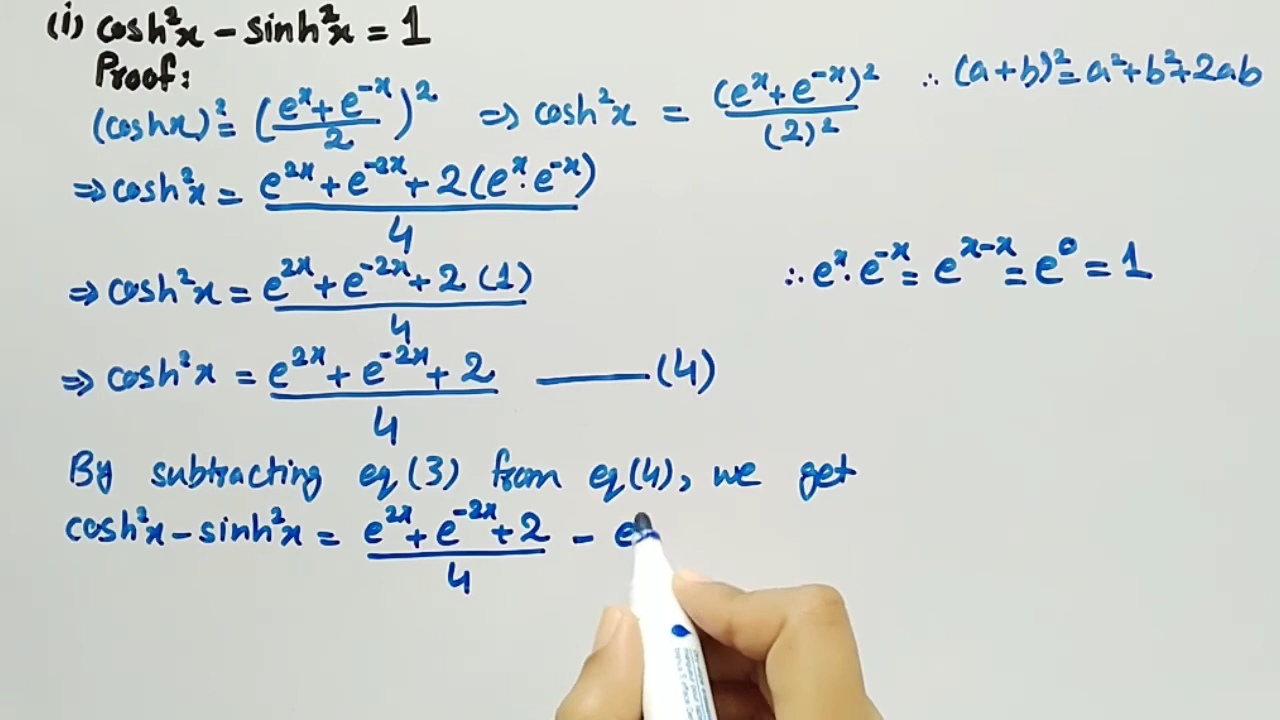 (i) cosh²x - sinh²x = 1
Proof:
(coshx)² = (eˣ + e⁻ˣ / 2)² ⇒ cosh²x = (eˣ + e⁻ˣ)² / (2)² ∴ (a+b)² = a² + b² + 2ab
⇒ cosh²x = e²ˣ + e⁻²ˣ + 2(eˣ · e⁻ˣ) / 4
⇒ cosh²x = e²ˣ + e⁻²ˣ + 2(1) / 4 ∴ eˣ · e⁻ˣ = eˣ⁻ˣ = e⁰ = 1
⇒ cosh²x = e²ˣ + e⁻²ˣ + 2 / 4 —— (4)
By subtracting eq(3) from eq(4), we get
cosh²x - sinh²x = e²ˣ + e⁻²ˣ + 2 / 4 - e